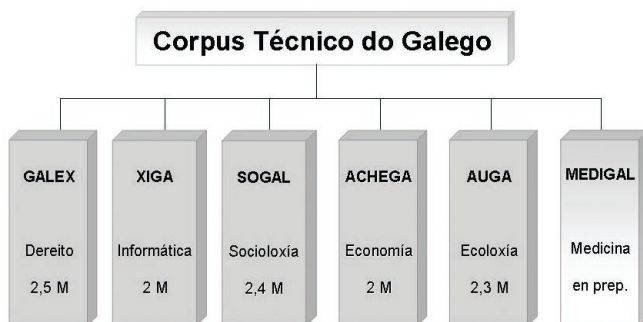 Corpus Técnico do Galego
GALEX
Dereito
2,5 M
XIGA
Informática
2 M
SOGAL
Socioloxía
2,4 M
ACHEGA
Economía
2 M
AUGA
Ecoloxía
2,3 M
MEDIGAL
Medicina
en prep.